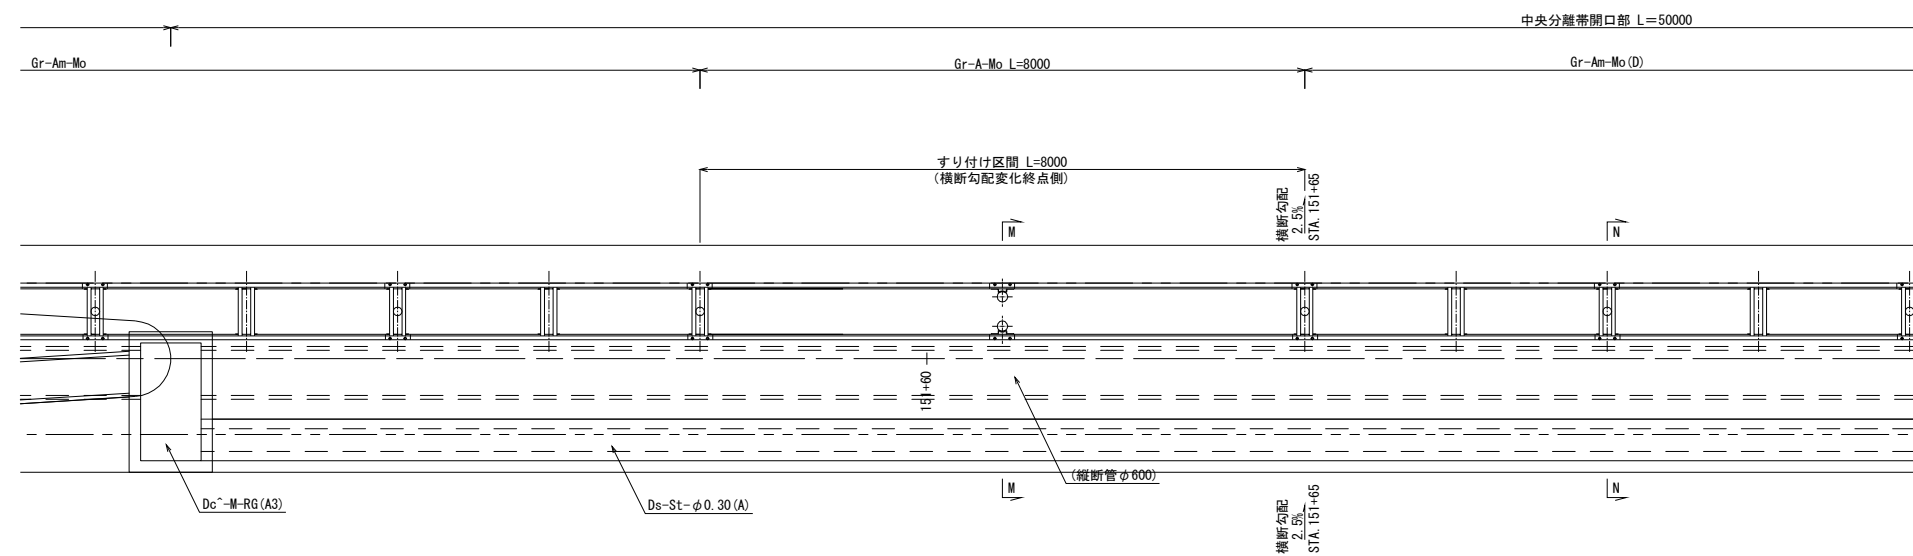 中央分離帯開口部 L=50000
Gr-Am-Mo
Gr-A-Mo L=8000
Gr-Am-Mo(D)
すり付け区間 L=8000
(横断勾配変化終点側)
横断勾配
2.5%
STA.151+65
M
N
151+60
(縦断管φ600)
Dc^-M-RG(A3)
Ds-St-φ0.30(A)
M
N
横断勾配
2.5%
STA.151+65